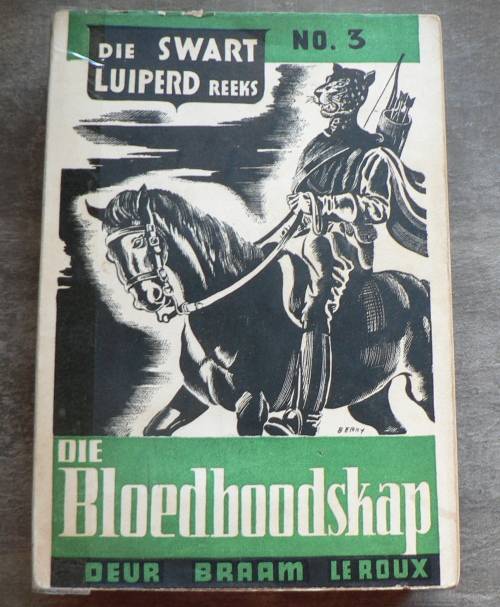 DIE SWART
LUIPERD REEKS
NO. 3
BERRY
DIE
Bloedboodskap
DEUR BRAAM LE ROUX